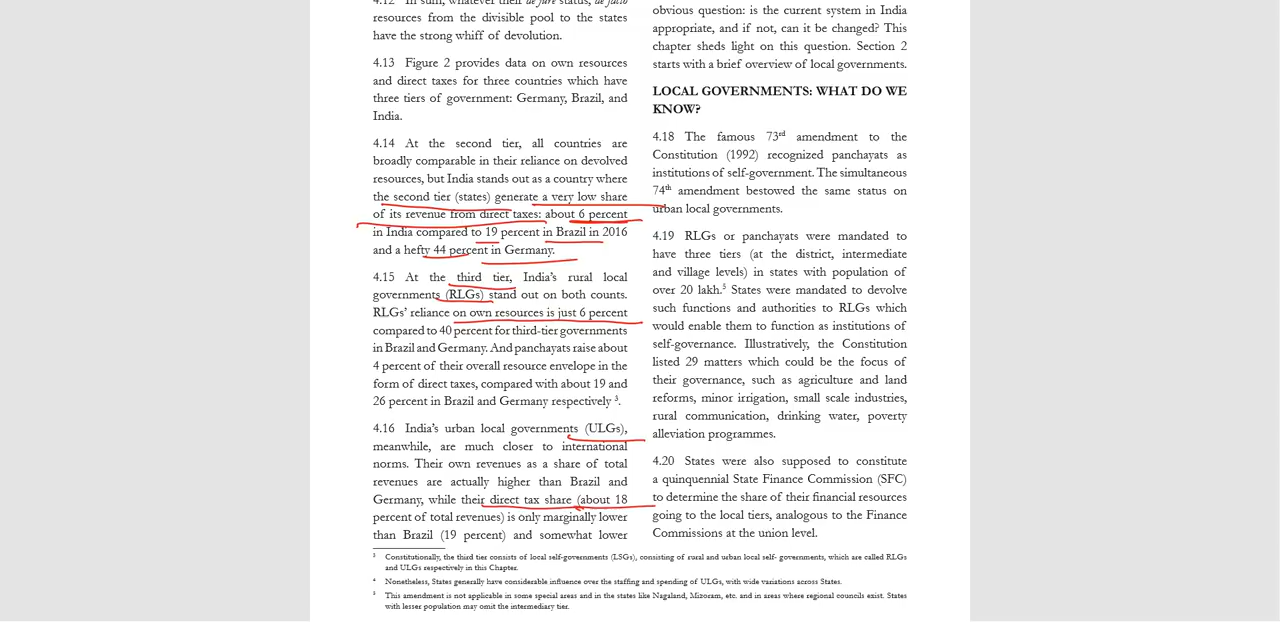 4.12 In sum, whatever their de jure status, de facto
resources from the divisible pool to the states
have the strong whiff of devolution.
4.13 Figure 2 provides data on own resources
and direct taxes for three countries which have
three tiers of government: Germany, Brazil, and
India.
4.14 At the second tier, all countries are
broadly comparable in their reliance on devolved
resources, but India stands out as a country where
the second tier (states) generate a very low share
of its revenue from direct taxes: about 6 percent
in India compared to 19 percent in Brazil in 2016
and a hefty 44 percent in Germany.
4.15 At the third tier, India's rural local
governments (RLGs) stand out on both counts.
RLGs' reliance on own resources is just 6 percent
compared to 40 percent for third-tier governments
in Brazil and Germany. And panchayats raise about
4 percent of their overall resource envelope in the
form of direct taxes, compared with about 19 and
26 percent in Brazil and Germany respectively 3.
4.16 India's urban local governments (ULGs),
meanwhile, are much closer to international
norms. Their own revenues as a share of total
revenues are actually higher than Brazil and
Germany, while their direct tax share (about 18
percent of total revenues) is only marginally lower
than Brazil (19 percent) and somewhat lower
obvious question: is the current system in India
appropriate, and if not, can it be changed? This
chapter sheds light on this question. Section 2
starts with a brief overview of local governments.
LOCAL GOVERNMENTS: WHAT DO WE
KNOW?
4.18 The famous 73rd amendment to the
Constitution (1992) recognized panchayats as
institutions of self-government. The simultaneous
74th amendment bestowed the same status on
urban local governments.
4.19 RLGs or panchayats were mandated to
have three tiers (at the district, intermediate
and village levels) in states with population of
over 20 lakh.5 States were mandated to devolve
such functions and authorities to RLGs which
would enable them to function as institutions of
self-governance. Illustratively, the Constitution
listed 29 matters which could be the focus of
their governance, such as agriculture and land
reforms, minor irrigation, small scale industries,
rural communication, drinking water, poverty
alleviation programmes.
4.20 States were also supposed to constitute
a quinquennial State Finance Commission (SFC)
to determine the share of their financial resources
going to the local tiers, analogous to the Finance
Commissions at the union level.
3 Constitutionally, the third tier consists of local self-governments (LSGs), consisting of rural and urban local self- governments, which are called RLGs
and ULGs respectively in this Chapter.
4 Nonetheless, States generally have considerable influence over the staffing and spending of ULGs, with wide variations across States.
5 This amendment is not applicable in some special areas and in the states like Nagaland, Mizoram, etc. and in areas where regional councils exist. States
with lesser population may omit the intermediary tier.